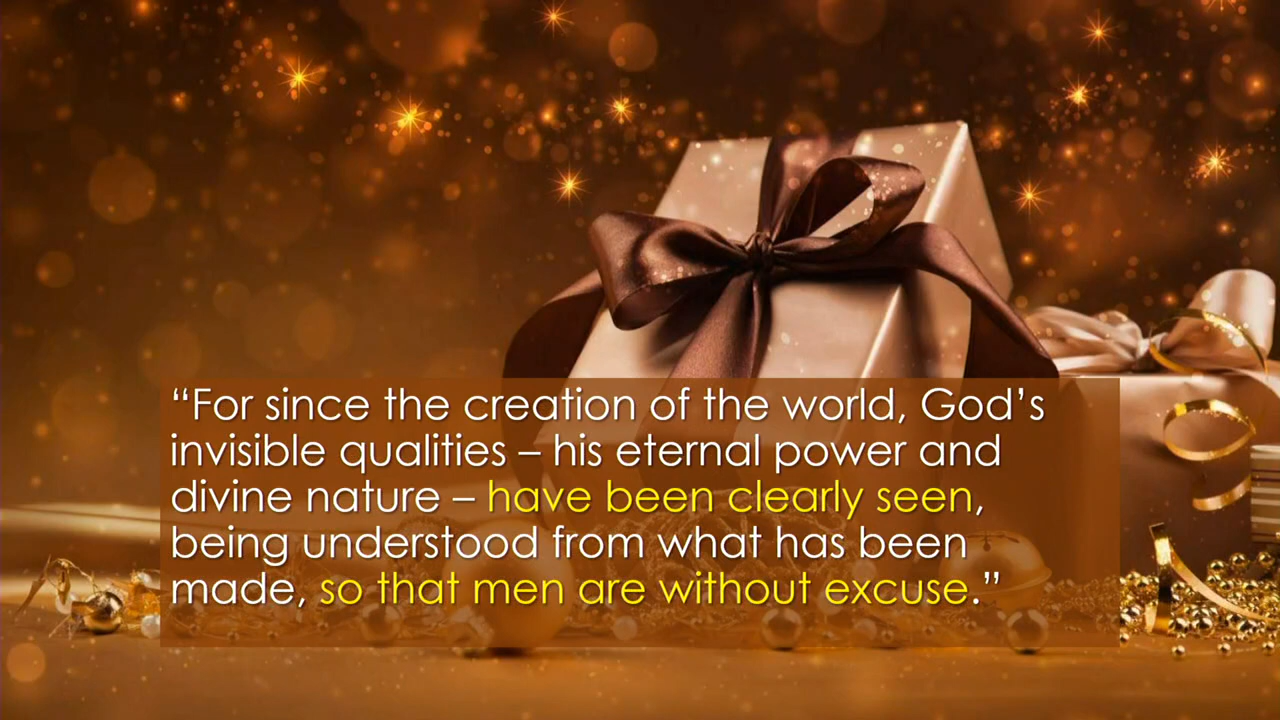 “For since the creation of the world, God’s
invisible qualities – his eternal power and
divine nature – have been clearly seen,
being understood from what has been
made, so that men are without excuse.”